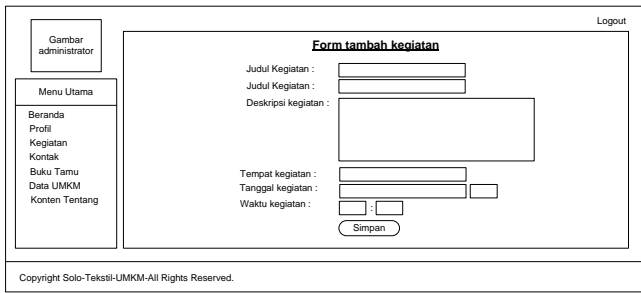 Logout
Gambar
administrator
Form tambah kegiatan
Judul Kegiatan :
Judul Kegiatan :
Deskripsi kegiatan :
Tempat kegiatan :
Tanggal kegiatan :
Waktu kegiatan :
:
Simpan
Menu Utama
Beranda
Profil
Kegiatan
Kontak
Buku Tamu
Data UMKM
Konten Tentang
Copyright Solo-Tekstil-UMKM-All Rights Reserved.